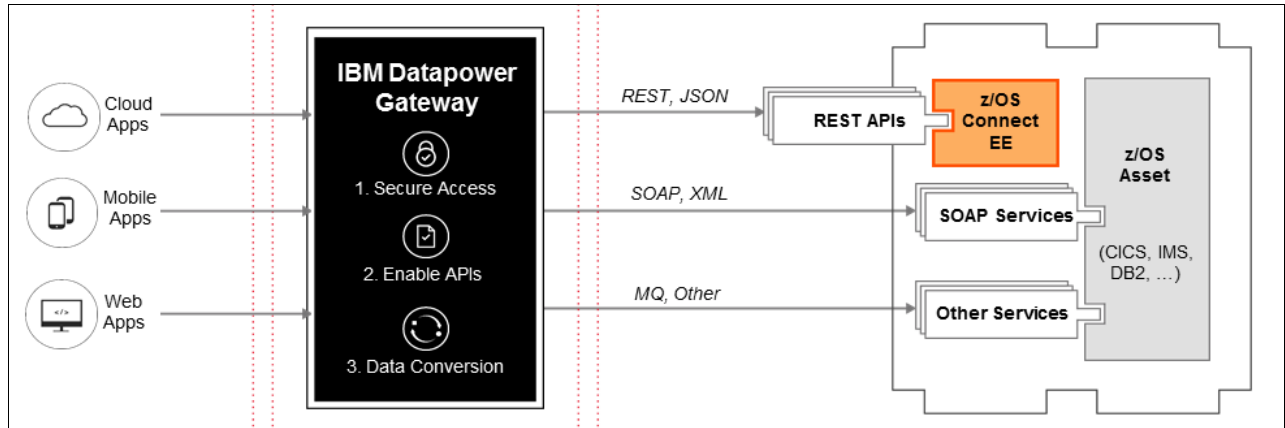 Cloud
Apps
Mobile
Apps
Web
Apps
</>
IBM Datapower
Gateway
1. Secure Access
2. Enable APIs
3. Data Conversion
REST, JSON
SOAP, XML
MQ, Other
REST APIs
SOAP Services
Other Services
z/OS
Connect
EE
z/OS
Asset
(CICS, IMS,
DB2, ...)